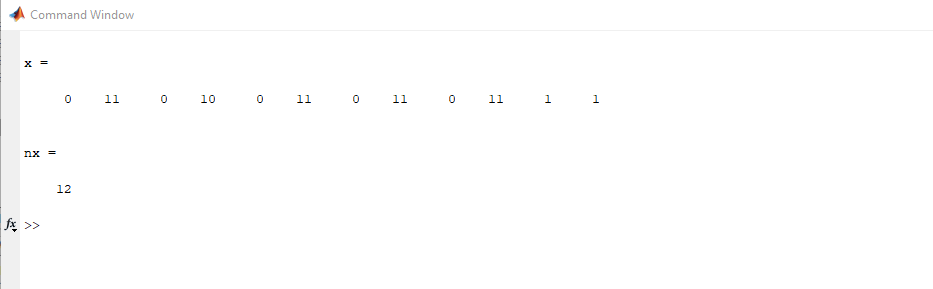 Command Window
x =
0 11 0 10 0 11 0 11 0 11 1 1
nx =
12
fx >>